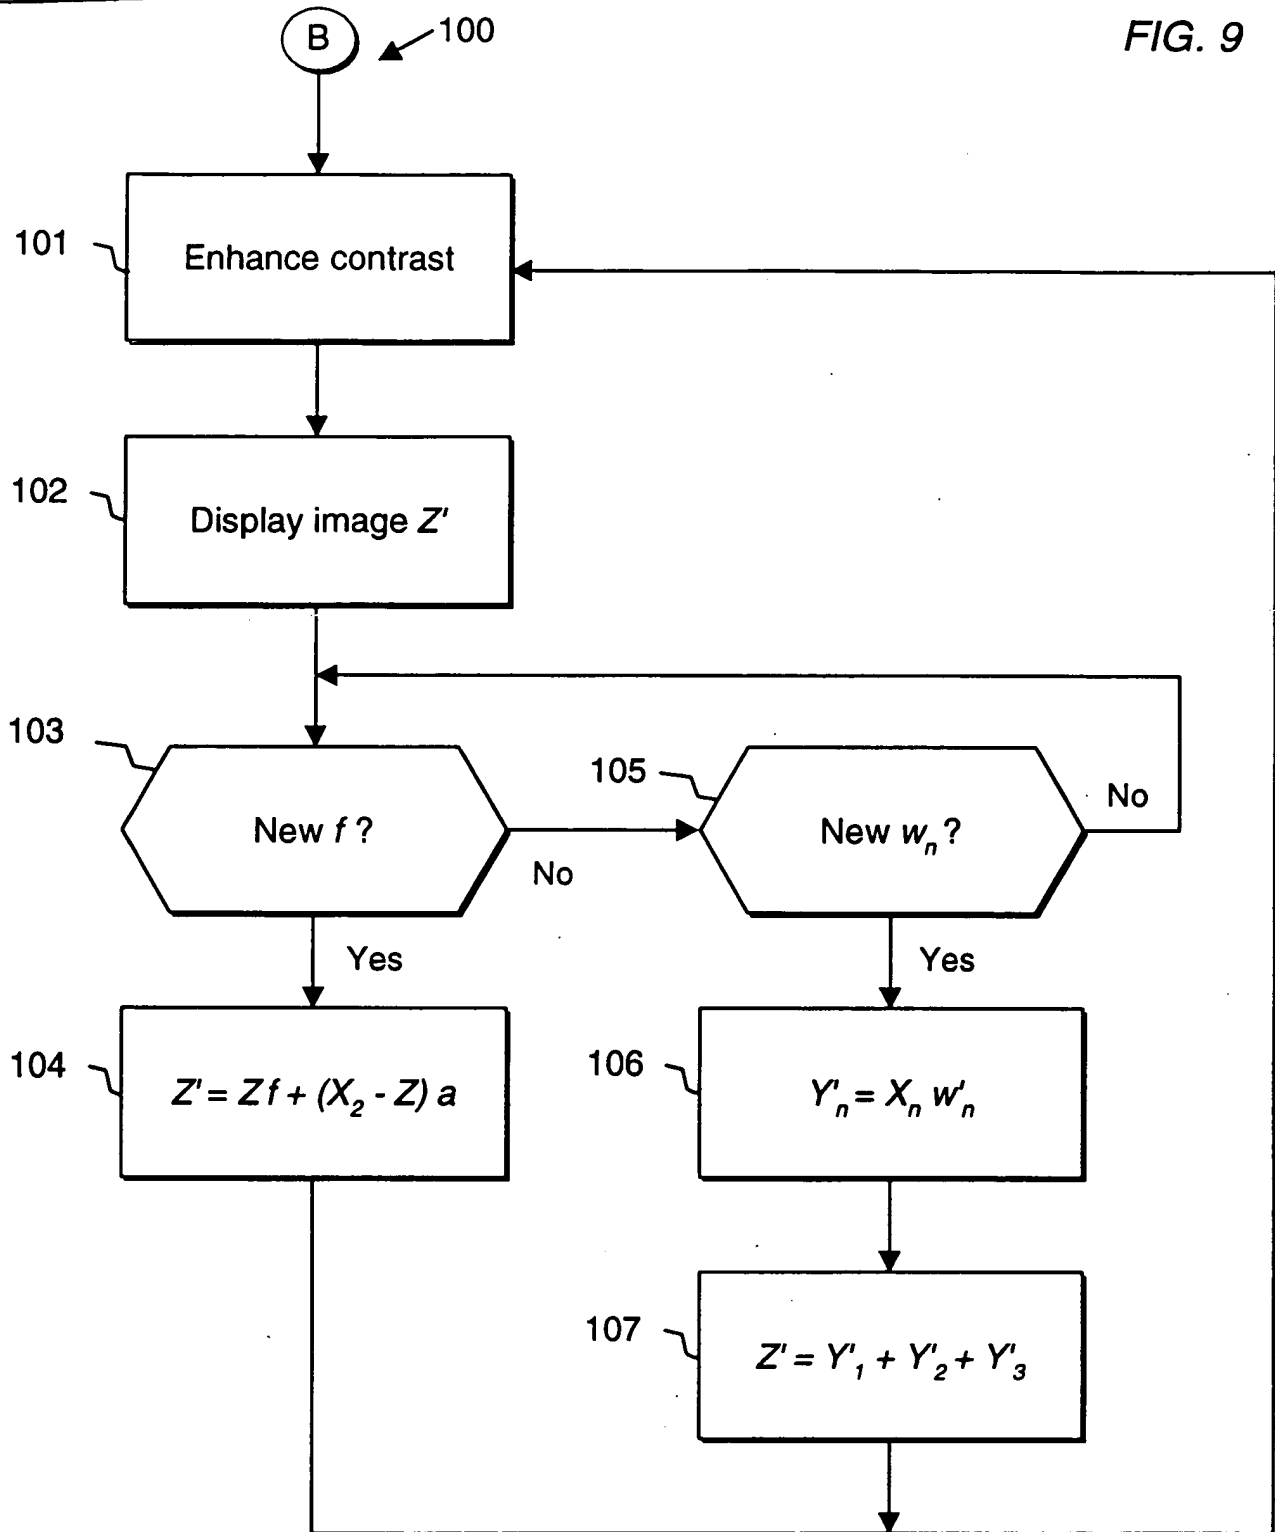 B
100
FIG. 9
101
Enhance contrast
102
Display image Z'
103
New f ?
No
105
New wₙ ?
No
Yes
Yes
104
Z' = Z f + (X₂ - Z) a
106
Y'ₙ = Xₙ w'ₙ
107
Z' = Y'₁ + Y'₂ + Y'₃